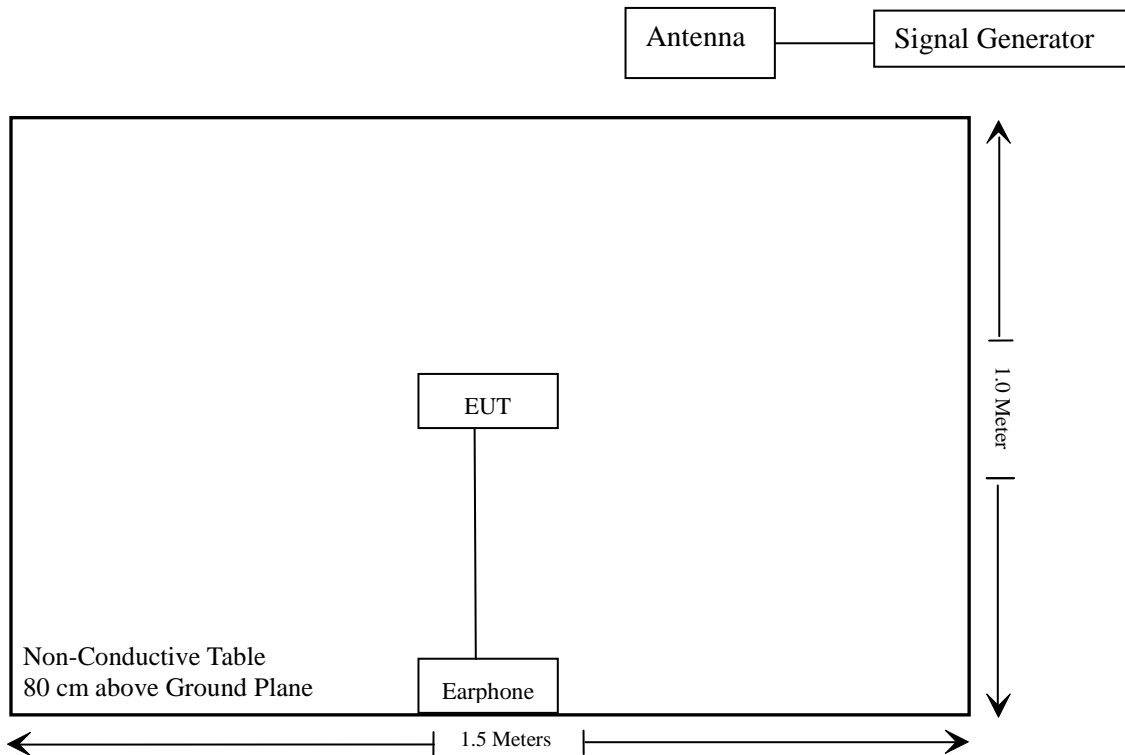 Antenna
Signal Generator
EUT
1.0 Meter
Non-Conductive Table
80 cm above Ground Plane
Earphone
1.5 Meters